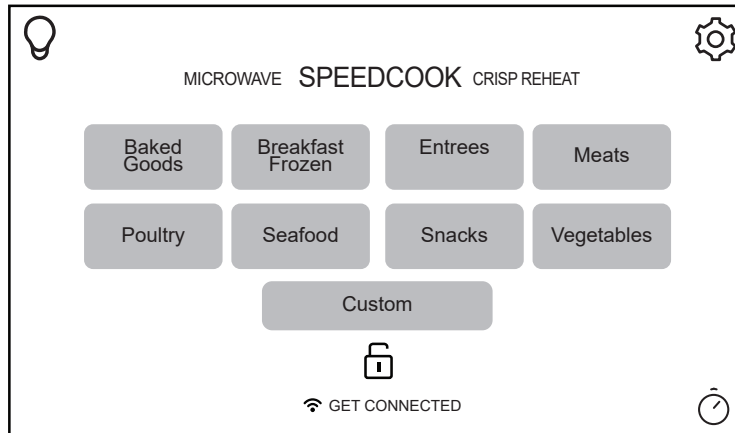 MICROWAVE SPEEDCOOK CRISP REHEAT
Baked
Goods
Breakfast
Frozen
Entrees
Meats
Poultry
Seafood
Snacks
Vegetables
Custom
GET CONNECTED